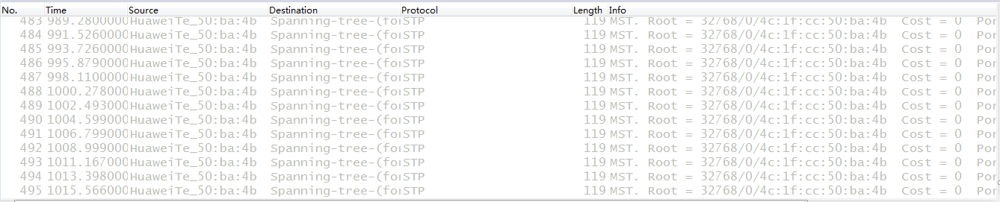 No. Time Source Destination Protocol Length Info
483 989.2800000 HuaweiTe_50:ba:4b Spanning-tree-(for STP 119 MST. Root = 32768/0/4c:1f:cc:50:ba:4b Cost = 0 Por
484 991.5260000 HuaweiTe_50:ba:4b Spanning-tree-(for STP 119 MST. Root = 32768/0/4c:1f:cc:50:ba:4b Cost = 0 Por
485 993.7260000 HuaweiTe_50:ba:4b Spanning-tree-(for STP 119 MST. Root = 32768/0/4c:1f:cc:50:ba:4b Cost = 0 Por
486 995.8790000 HuaweiTe_50:ba:4b Spanning-tree-(for STP 119 MST. Root = 32768/0/4c:1f:cc:50:ba:4b Cost = 0 Por
487 998.1100000 HuaweiTe_50:ba:4b Spanning-tree-(for STP 119 MST. Root = 32768/0/4c:1f:cc:50:ba:4b Cost = 0 Por
488 1000.278000 HuaweiTe_50:ba:4b Spanning-tree-(for STP 119 MST. Root = 32768/0/4c:1f:cc:50:ba:4b Cost = 0 Por
489 1002.493000 HuaweiTe_50:ba:4b Spanning-tree-(for STP 119 MST. Root = 32768/0/4c:1f:cc:50:ba:4b Cost = 0 Por
490 1004.599000 HuaweiTe_50:ba:4b Spanning-tree-(for STP 119 MST. Root = 32768/0/4c:1f:cc:50:ba:4b Cost = 0 Por
491 1006.799000 HuaweiTe_50:ba:4b Spanning-tree-(for STP 119 MST. Root = 32768/0/4c:1f:cc:50:ba:4b Cost = 0 Por
492 1008.999000 HuaweiTe_50:ba:4b Spanning-tree-(for STP 119 MST. Root = 32768/0/4c:1f:cc:50:ba:4b Cost = 0 Por
493 1011.167000 HuaweiTe_50:ba:4b Spanning-tree-(for STP 119 MST. Root = 32768/0/4c:1f:cc:50:ba:4b Cost = 0 Por
494 1013.398000 HuaweiTe_50:ba:4b Spanning-tree-(for STP 119 MST. Root = 32768/0/4c:1f:cc:50:ba:4b Cost = 0 Por
495 1015.566000 HuaweiTe_50:ba:4b Spanning-tree-(for STP 119 MST. Root = 32768/0/4c:1f:cc:50:ba:4b Cost = 0 Por